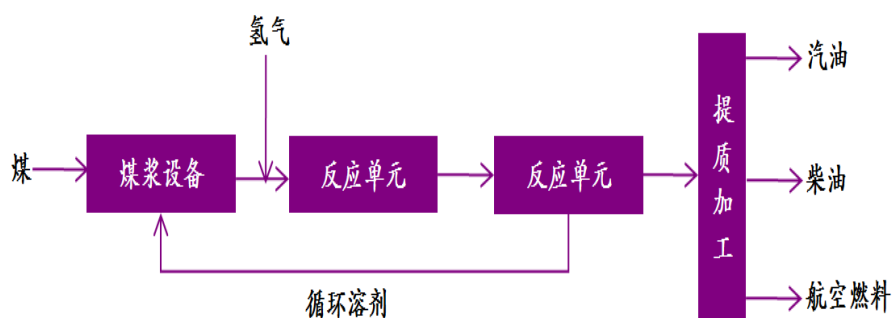 氢气
煤
煤浆设备
反应单元
反应单元
提质加工
汽油
柴油
航空燃料
循环溶剂